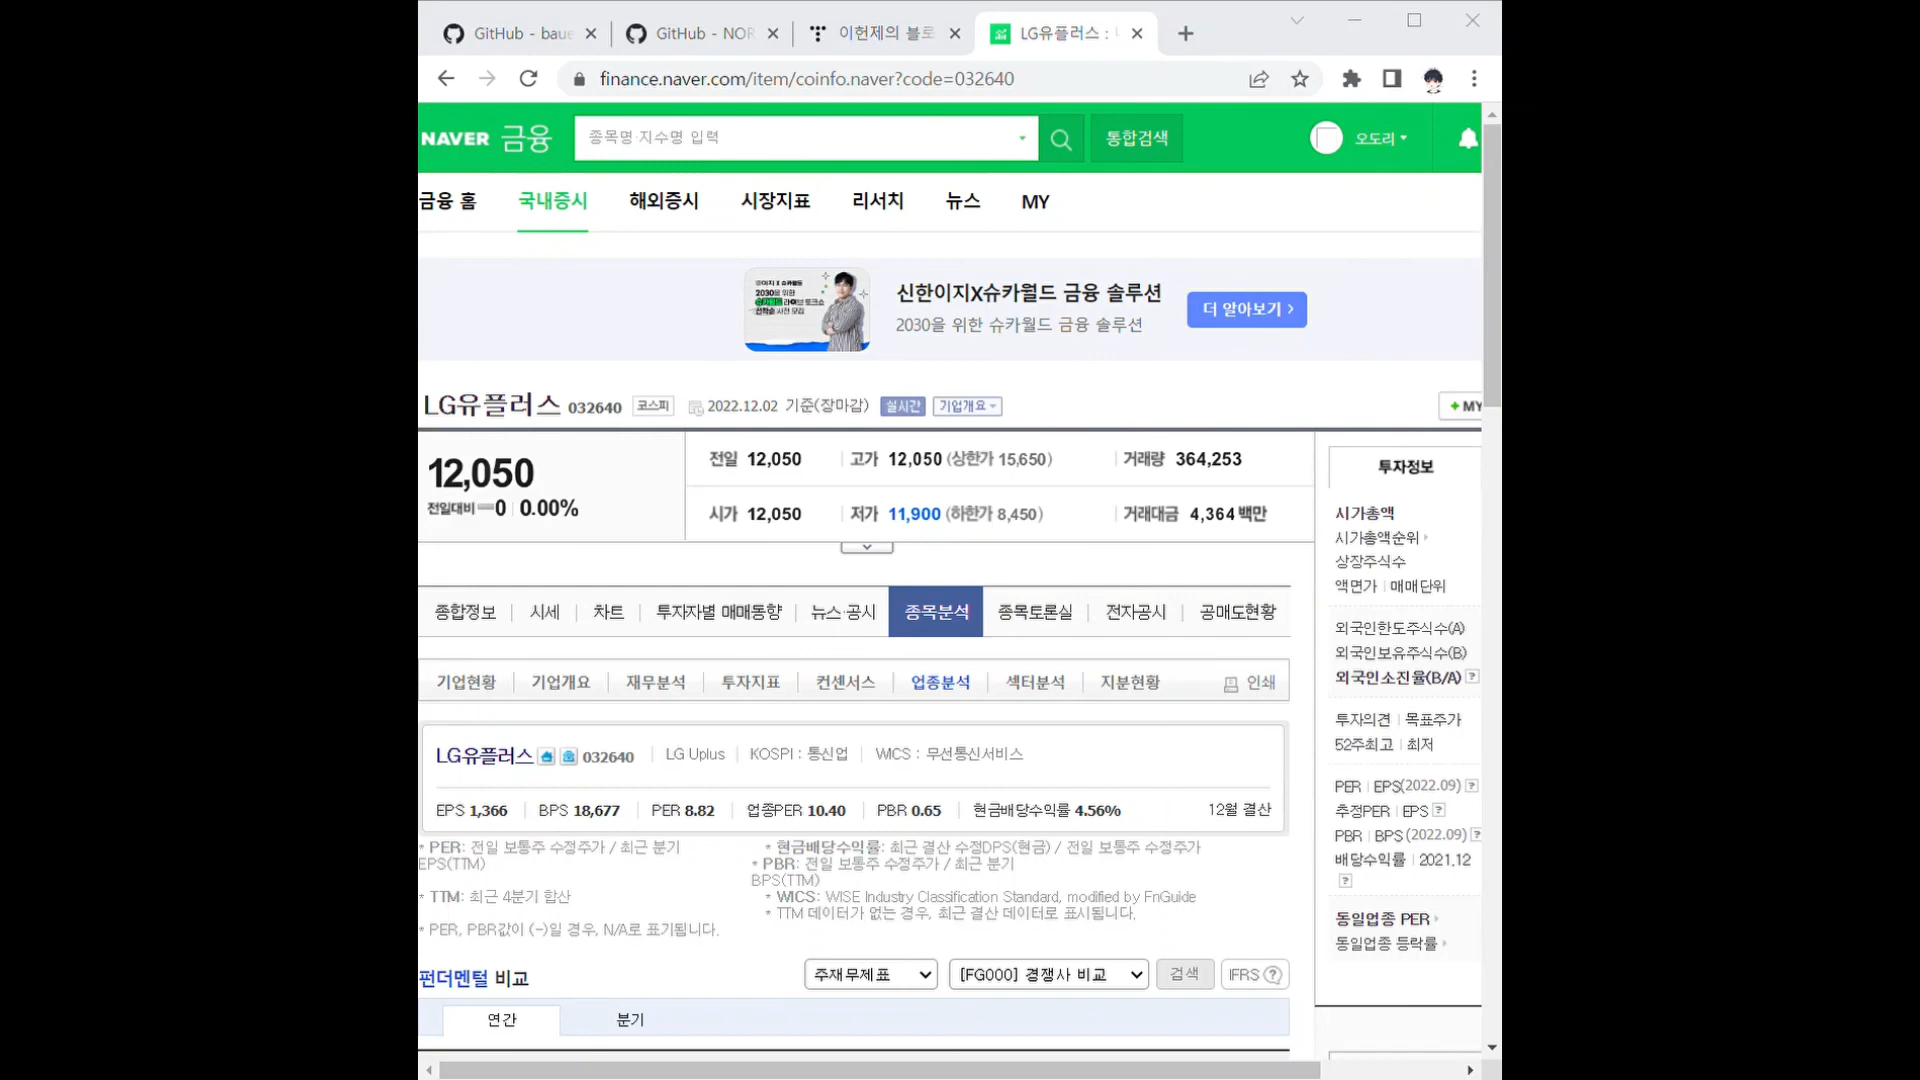 GitHub - baue
GitHub - NOR
이헌제의 블로
LG유플러스 :
finance.naver.com/item/coinfo.naver?code=032640
NAVER 금융
종목명·지수명 입력
통합검색
오도리
금융 홈
국내증시
해외증시
시장지표
리서치
뉴스
MY
2030을 위한
신한이지X슈카월드 금융 솔루션
2030을 위한 슈카월드 금융 솔루션
더 알아보기 >
LG유플러스 032640 코스피 2022.12.02 기준(장마감) 실시간 기업개요
+ MY
12,050
전일대비 0 0.00%
전일 12,050 고가 12,050 (상한가 15,650) 거래량 364,253
시가 12,050 저가 11,900 (하한가 8,450) 거래대금 4,364 백만
종합정보 시세 차트 투자자별 매매동향 뉴스·공시 종목분석 종목토론실 전자공시 공매도현황
기업현황 기업개요 재무분석 투자지표 컨센서스 업종분석 섹터분석 지분현황 인쇄
LG유플러스 032640 LG Uplus KOSPI : 통신업 WICS : 무선통신서비스
EPS 1,366 BPS 18,677 PER 8.82 업종PER 10.40 PBR 0.65 현금배당수익률 4.56% 12월 결산
* PER: 전일 보통주 수정주가 / 최근 분기
EPS(TTM)
* TTM: 최근 4분기 합산
* PER, PBR값이 (-)일 경우, N/A로 표기됩니다.
* 현금배당수익률: 최근 결산 수정DPS(현금) / 전일 보통주 수정주가
* PBR: 전일 보통주 수정주가 / 최근 분기
BPS(TTM)
* WICS: WISE Industry Classification Standard, modified by FnGuide
* TTM 데이터가 없는 경우, 최근 결산 데이터로 표시됩니다.
펀더멘털 비교
주재무제표
[FG000] 경쟁사 비교
검색
IFRS ?
연간
분기
투자정보
시가총액
시가총액순위
상장주식수
액면가 매매단위
외국인한도주식수(A)
외국인보유주식수(B)
외국인소진율(B/A) ?
투자의견 목표주가
52주최고 최저
PER EPS(2022.09) ?
추정PER EPS ?
PBR BPS (2022.09) ?
배당수익률 2021.12
?
동일업종 PER
동일업종 등락률